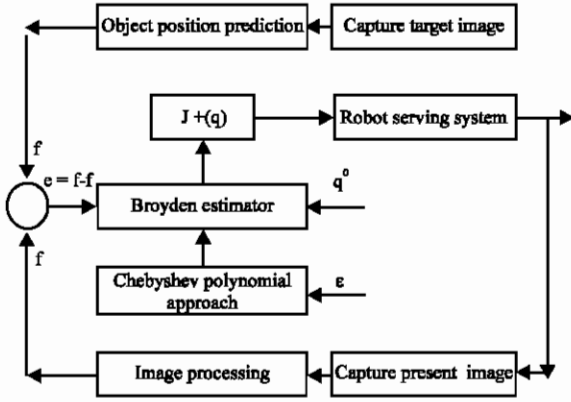 Object position prediction
Capture target image
J +(q)
Robot serving system
f
e = f-f
Broyden estimator
q°
f
Chebyshev polynomial
approach
ε
Image processing
Capture present image